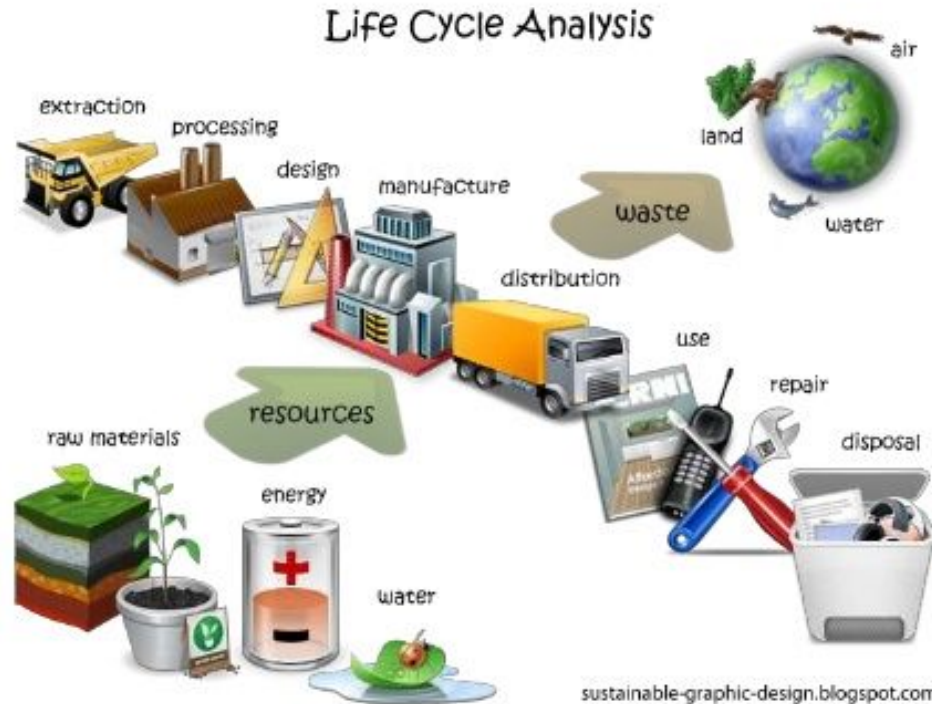 Life Cycle Analysis
extraction
processing
design
manufacture
distribution
use
repair
disposal
air
land
water
waste
resources
raw materials
energy
water
sustainable-graphic-design.blogspot.com